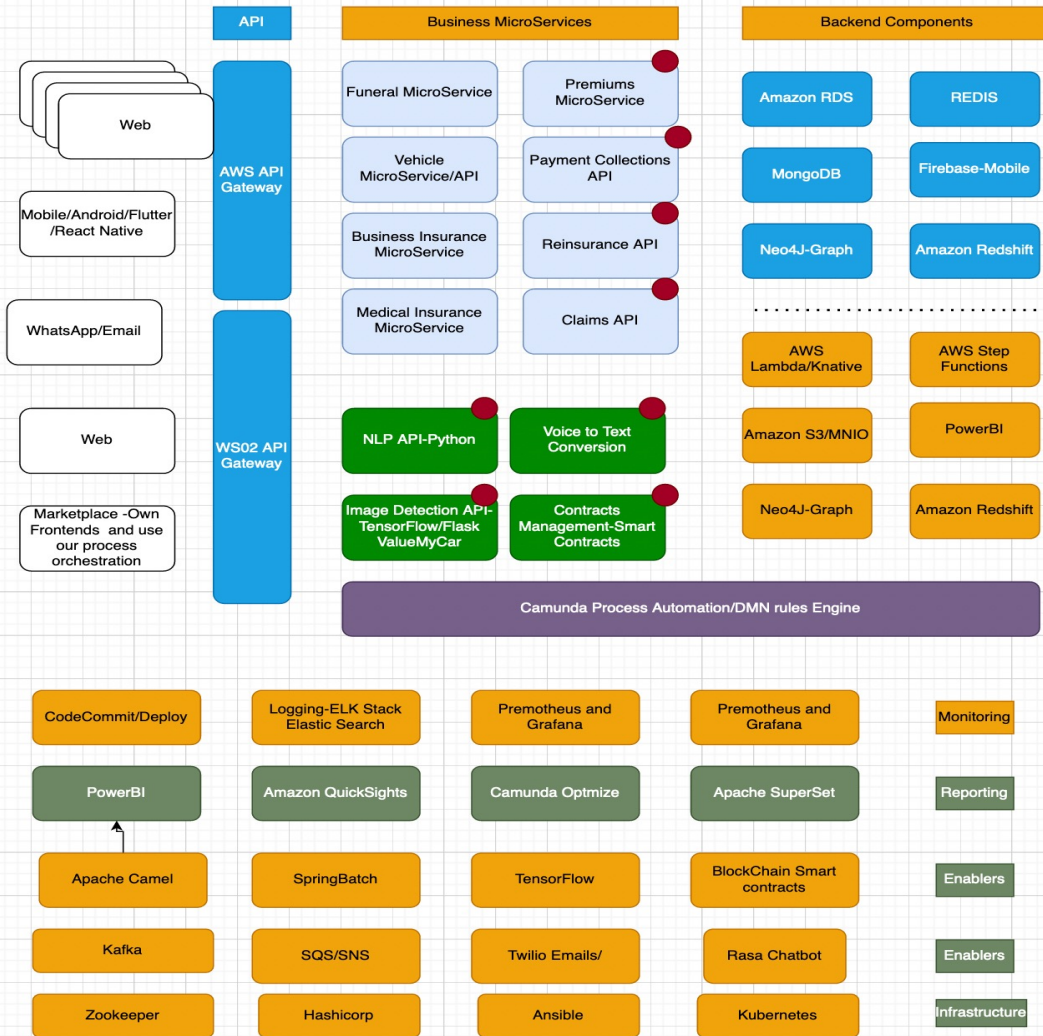 API
Business MicroServices
Backend Components
Web
Mobile/Android/Flutter
/React Native
WhatsApp/Email
Web
Marketplace -Own
Frontends and use
our process
orchestration
AWS API
Gateway
WS02 API
Gateway
Funeral MicroService
Premiums
MicroService
Vehicle
MicroService/API
Payment Collections
API
Business Insurance
MicroService
Reinsurance API
Medical Insurance
MicroService
Claims API
NLP API-Python
Voice to Text
Conversion
Image Detection API-
TensorFlow/Flask
ValueMyCar
Contracts
Management-Smart
Contracts
Amazon RDS
REDIS
MongoDB
Firebase-Mobile
Neo4J-Graph
Amazon Redshift
AWS
Lambda/Knative
AWS Step
Functions
Amazon S3/MNIO
PowerBI
Neo4J-Graph
Amazon Redshift
Camunda Process Automation/DMN rules Engine
CodeCommit/Deploy
Logging-ELK Stack
Elastic Search
Premotheus and
Grafana
Premotheus and
Grafana
Monitoring
PowerBI
Amazon QuickSights
Camunda Optmize
Apache SuperSet
Reporting
Apache Camel
SpringBatch
TensorFlow
BlockChain Smart
contracts
Enablers
Kafka
SQS/SNS
Twilio Emails/
Rasa Chatbot
Enablers
Zookeeper
Hashicorp
Ansible
Kubernetes
Infrastructure